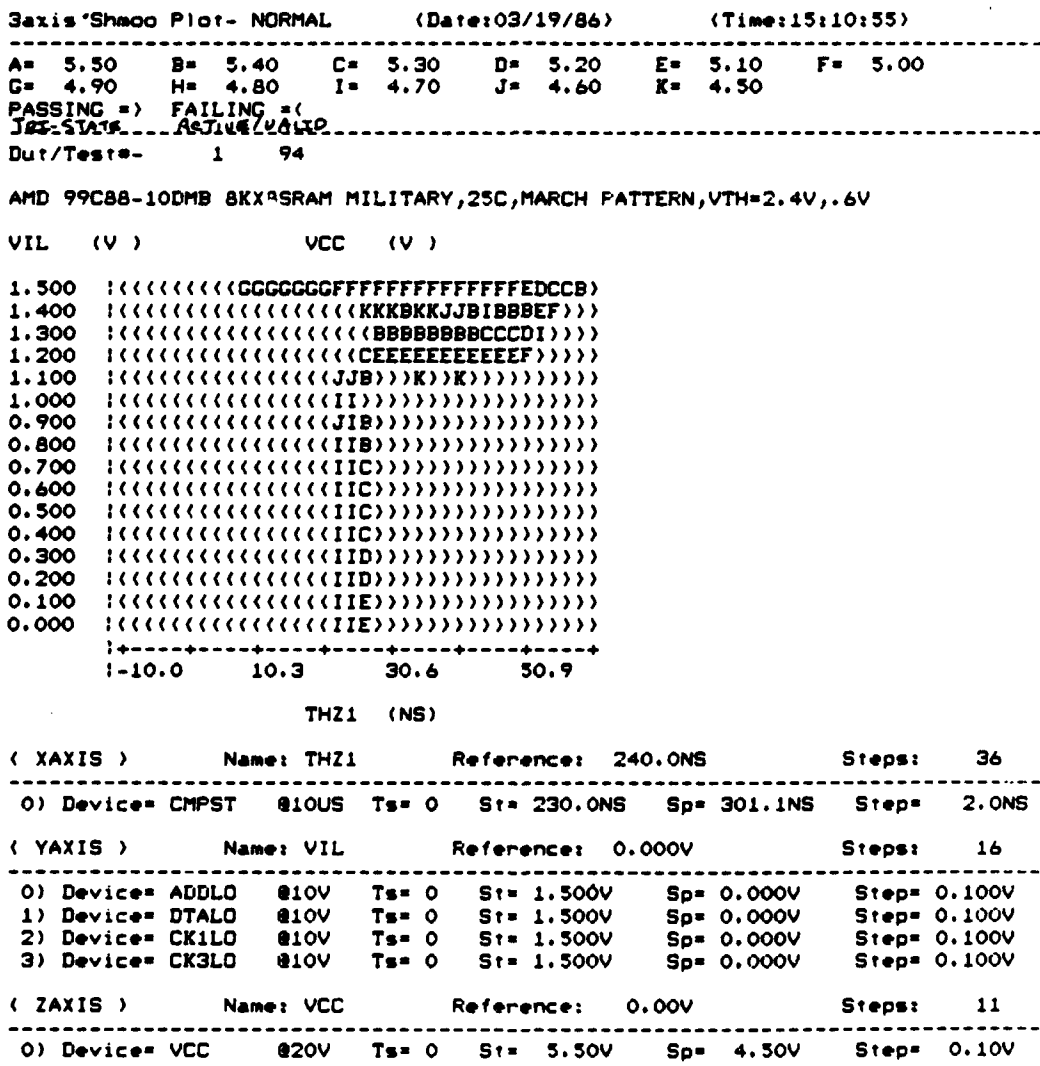 3axis Shmoo Plot- NORMAL (Date:03/19/86) (Time:15:10:55)
A= 5.50 B= 5.40 C= 5.30 D= 5.20 E= 5.10 F= 5.00
G= 4.90 H= 4.80 I= 4.70 J= 4.60 K= 4.50
PASSING =) FAILING =(
TRI-STATE ACTIVE/VALID
Dut/Test#- 1 94
AMD 99C88-10DMB 8KX8SRAM MILITARY,25C,MARCH PATTERN,VTH=2.4V,.6V
VIL (V ) VCC (V )
1.500 |((((((((((GGGGGGGFFFFFFFFFFFFFFEDCCB)
1.400 |(((((((((((((((((((KKKBKKJJBIBBBEF)))
1.300 |((((((((((((((((((((BBBBBBBBBCCCDI))))
1.200 |(((((((((((((((((((CEEEEEEEEEEEEF)))))
1.100 |(((((((((((((((((JJB)))K))K))))))))))
1.000 |(((((((((((((((((II))))))))))))))))))
0.900 |(((((((((((((((((JIB)))))))))))))))))
0.800 |(((((((((((((((((IIB)))))))))))))))))
0.700 |(((((((((((((((((IIC)))))))))))))))))
0.600 |(((((((((((((((((IIC)))))))))))))))))
0.500 |(((((((((((((((((IIC)))))))))))))))))
0.400 |(((((((((((((((((IIC)))))))))))))))))
0.300 |(((((((((((((((((IID)))))))))))))))))
0.200 |(((((((((((((((((IID)))))))))))))))))
0.100 |(((((((((((((((((IIE)))))))))))))))))
0.000 |(((((((((((((((((IIE)))))))))))))))))
|+----+----+----+----+----+----+----+
|-10.0 10.3 30.6 50.9
THZ1 (NS)
( XAXIS ) Name: THZ1 Reference: 240.0NS Steps: 36
0) Device= CMPST @10US Ts= 0 St= 230.0NS Sp= 301.1NS Step= 2.0NS
( YAXIS ) Name: VIL Reference: 0.000V Steps: 16
0) Device= ADDLO @10V Ts= 0 St= 1.500V Sp= 0.000V Step= 0.100V
1) Device= DTALO @10V Ts= 0 St= 1.500V Sp= 0.000V Step= 0.100V
2) Device= CK1LO @10V Ts= 0 St= 1.500V Sp= 0.000V Step= 0.100V
3) Device= CK3LO @10V Ts= 0 St= 1.500V Sp= 0.000V Step= 0.100V
( ZAXIS ) Name: VCC Reference: 0.00V Steps: 11
0) Device= VCC @20V Ts= 0 St= 5.50V Sp= 4.50V Step= 0.10V